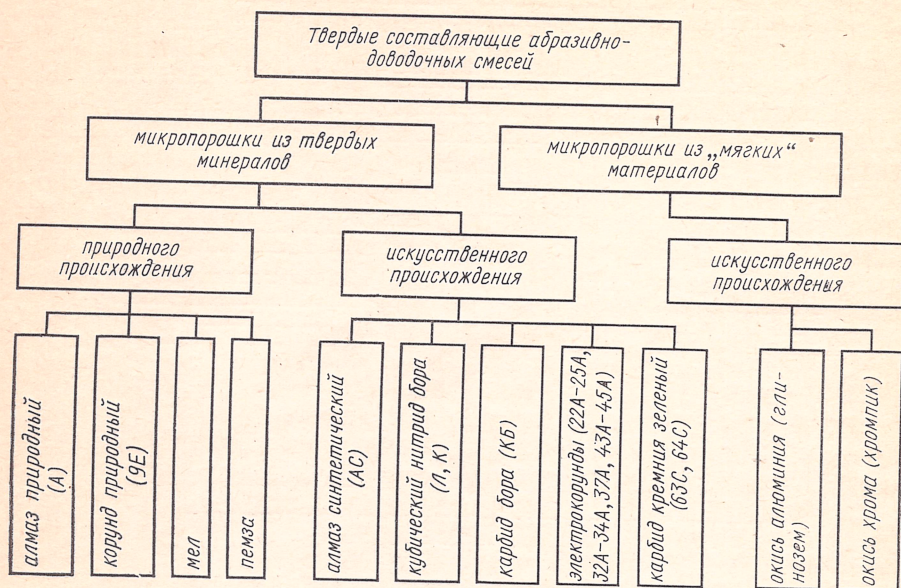 Твердые составляющие абразивно-
доводочных смесей
микропорошки из твердых
минералов
микропорошки из „мягких“
материалов
природного
происхождения
искусственного
происхождения
искусственного
происхождения
алмаз природный
(А)
корунд природный
(9Е)
мел
пемза
алмаз синтетический
(АС)
кубический нитрид бора
(Л, К)
карбид бора (КБ)
электрокорунды (22А–25А,
32А–34А, 37А, 43А–45А)
карбид кремния зеленый
(63С, 64С)
окись алюминия (гли-
нозем)
окись хрома (хромпик)